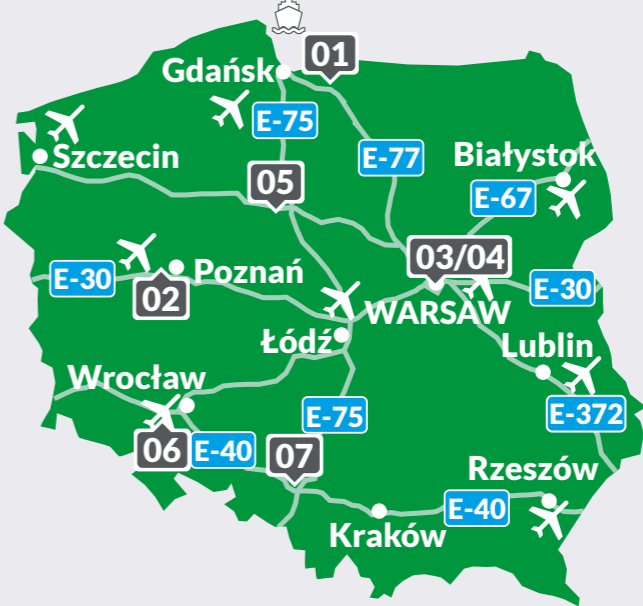 01
Gdańsk
E-75
E-77
Białystok
Szczecin
05
E-67
03/04
Poznań
E-30
02
E-30
WARSAW
Łódź
Lublin
Wrocław
E-75
E-372
06
E-40
07
Rzeszów
E-40
Kraków